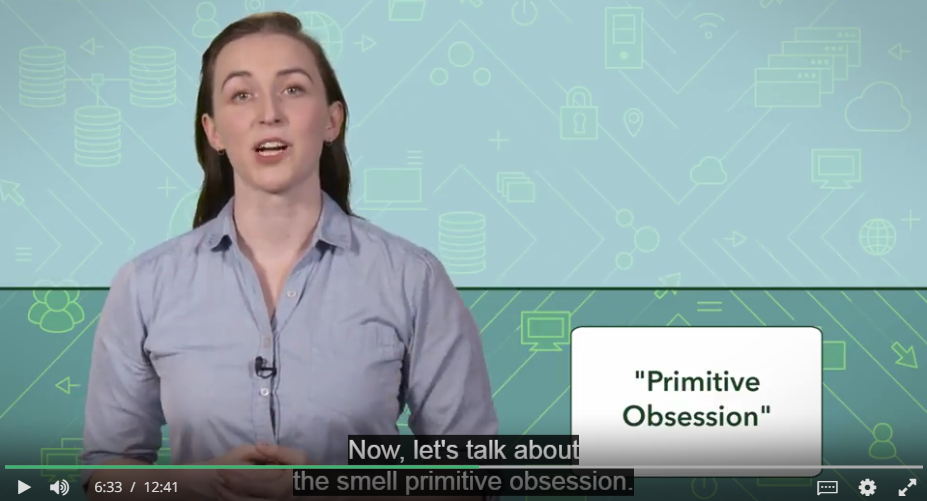 "Primitive
Obsession"
Now, let's talk about
the smell primitive obsession.
6:33 / 12:41